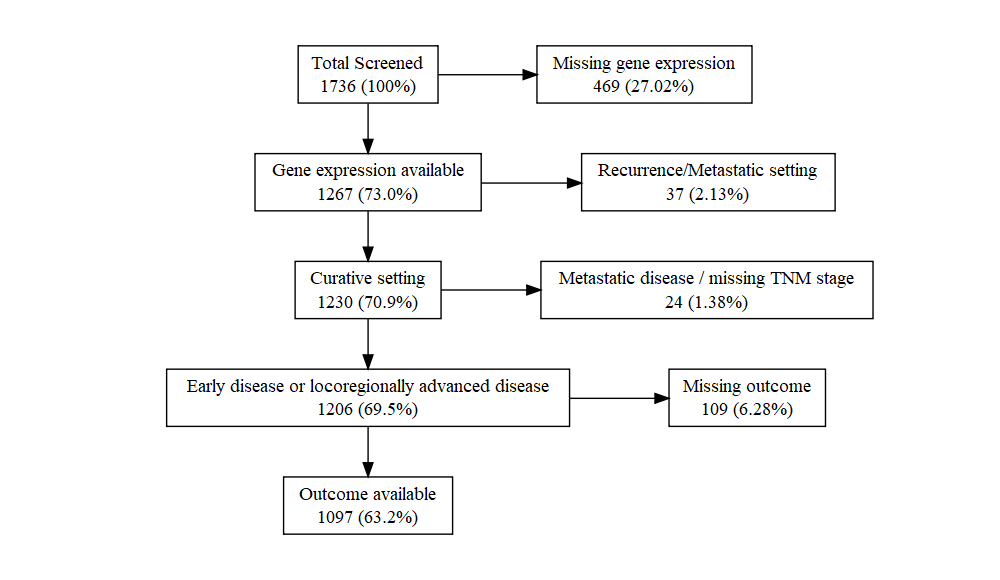 Total Screened
1736 (100%)
Missing gene expression
469 (27.02%)
Gene expression available
1267 (73.0%)
Recurrence/Metastatic setting
37 (2.13%)
Curative setting
1230 (70.9%)
Metastatic disease / missing TNM stage
24 (1.38%)
Early disease or locoregionally advanced disease
1206 (69.5%)
Missing outcome
109 (6.28%)
Outcome available
1097 (63.2%)